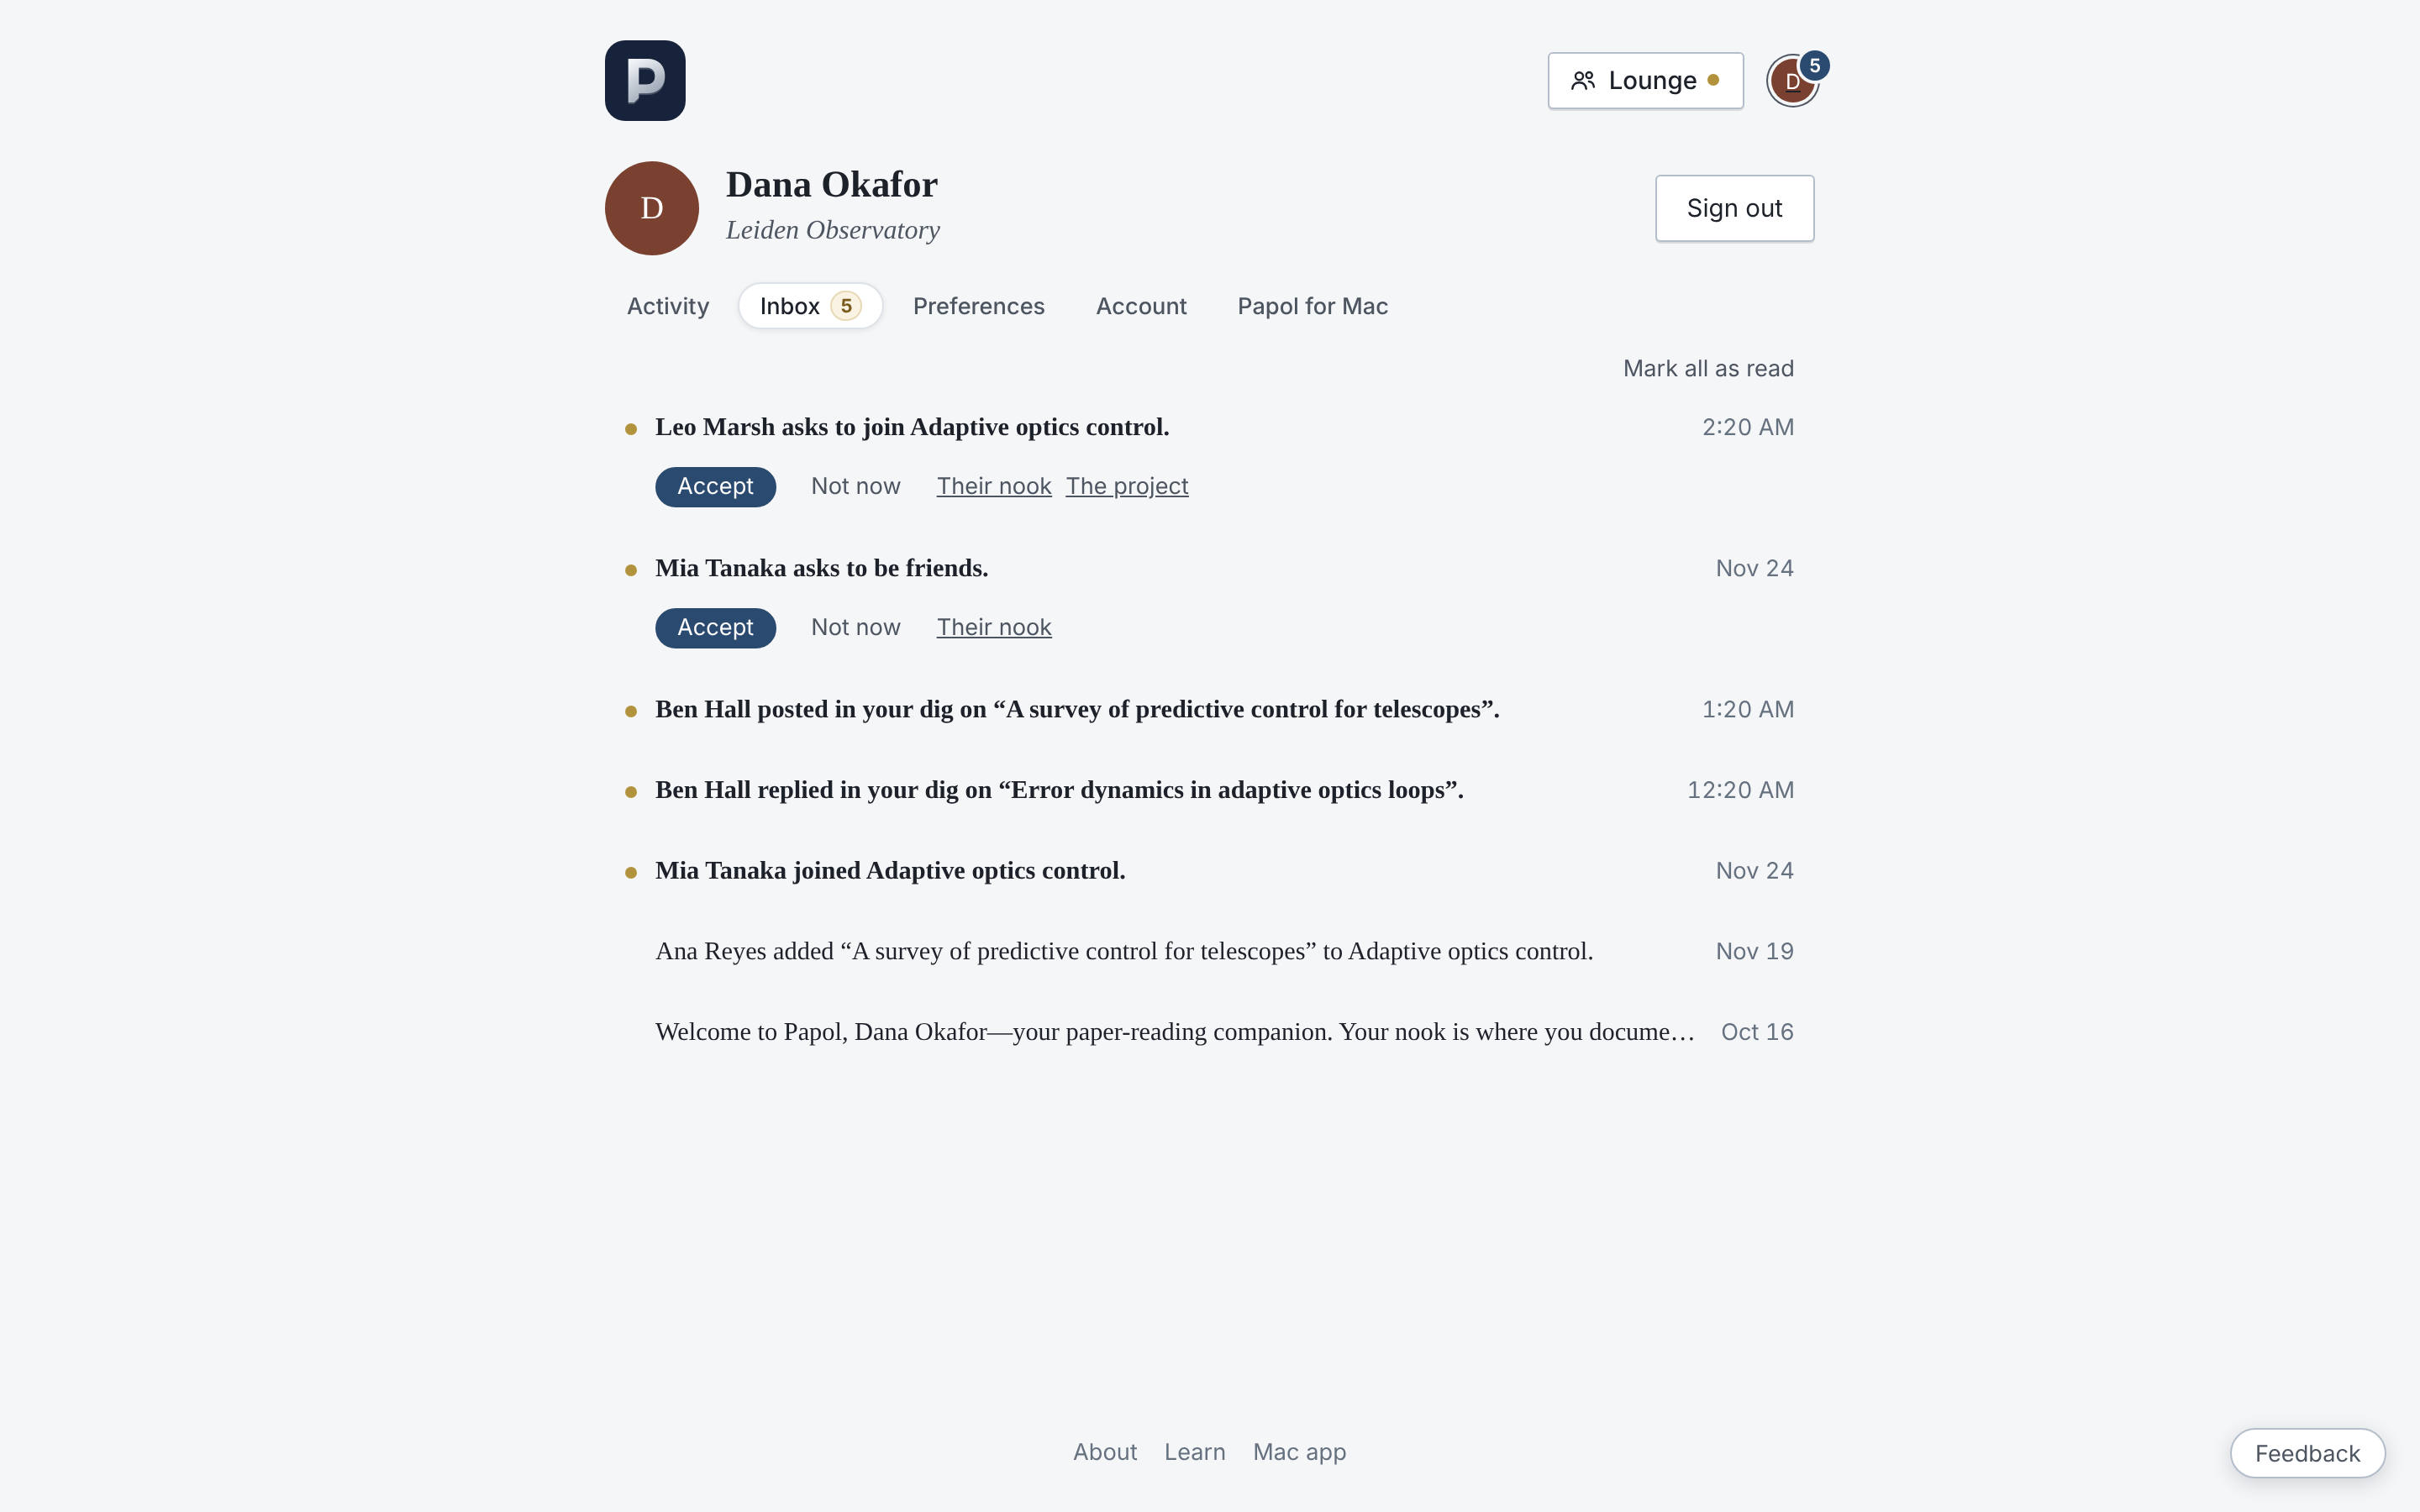 P
Lounge
D
5
D
Dana Okafor
Leiden Observatory
Sign out
Activity Inbox 5 Preferences Account Papol for Mac
Mark all as read
Leo Marsh asks to join Adaptive optics control. 2:20 AM
Accept Not now Their nook The project
Mia Tanaka asks to be friends. Nov 24
Accept Not now Their nook
Ben Hall posted in your dig on “A survey of predictive control for telescopes”. 1:20 AM
Ben Hall replied in your dig on “Error dynamics in adaptive optics loops”. 12:20 AM
Mia Tanaka joined Adaptive optics control. Nov 24
Ana Reyes added “A survey of predictive control for telescopes” to Adaptive optics control. Nov 19
Welcome to Papol, Dana Okafor—your paper-reading companion. Your nook is where you docume… Oct 16
About Learn Mac app
Feedback